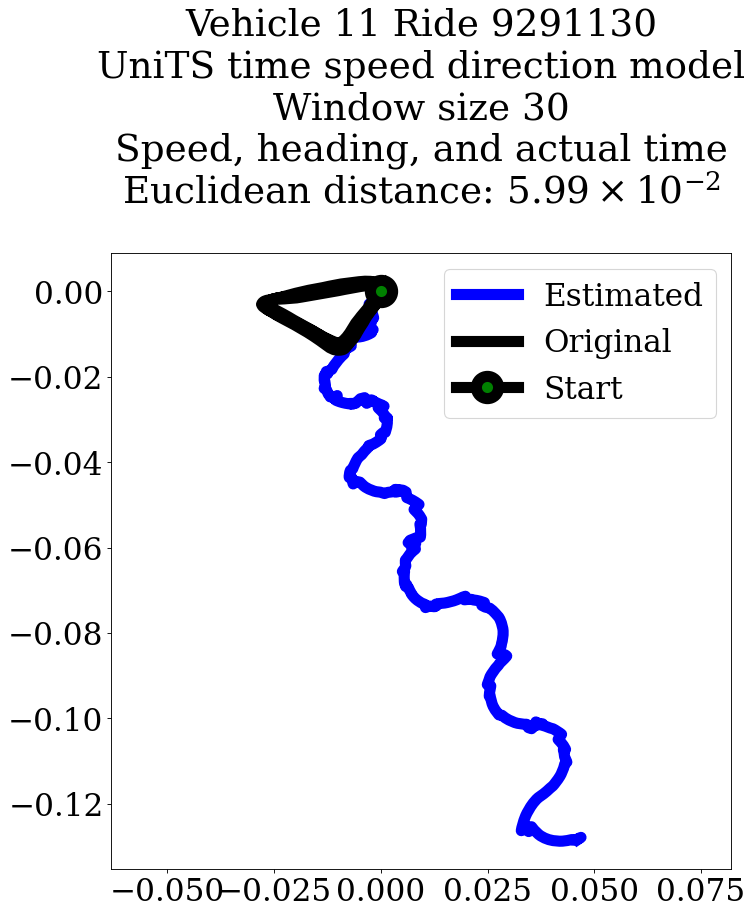 Vehicle 11 Ride 9291130
UniTS time speed direction model
Window size 30
Speed, heading, and actual time
Euclidean distance: 5.99 × 10⁻²
Estimated
Original
Start
0.00
−0.02
−0.04
−0.06
−0.08
−0.10
−0.12
−0.050 −0.025 0.000 0.025 0.050 0.075